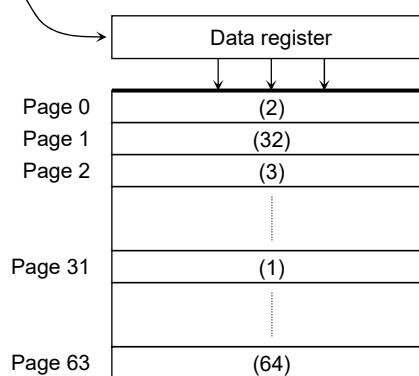 Data register
Page 0 (2)
Page 1 (32)
Page 2 (3)
Page 31 (1)
Page 63 (64)